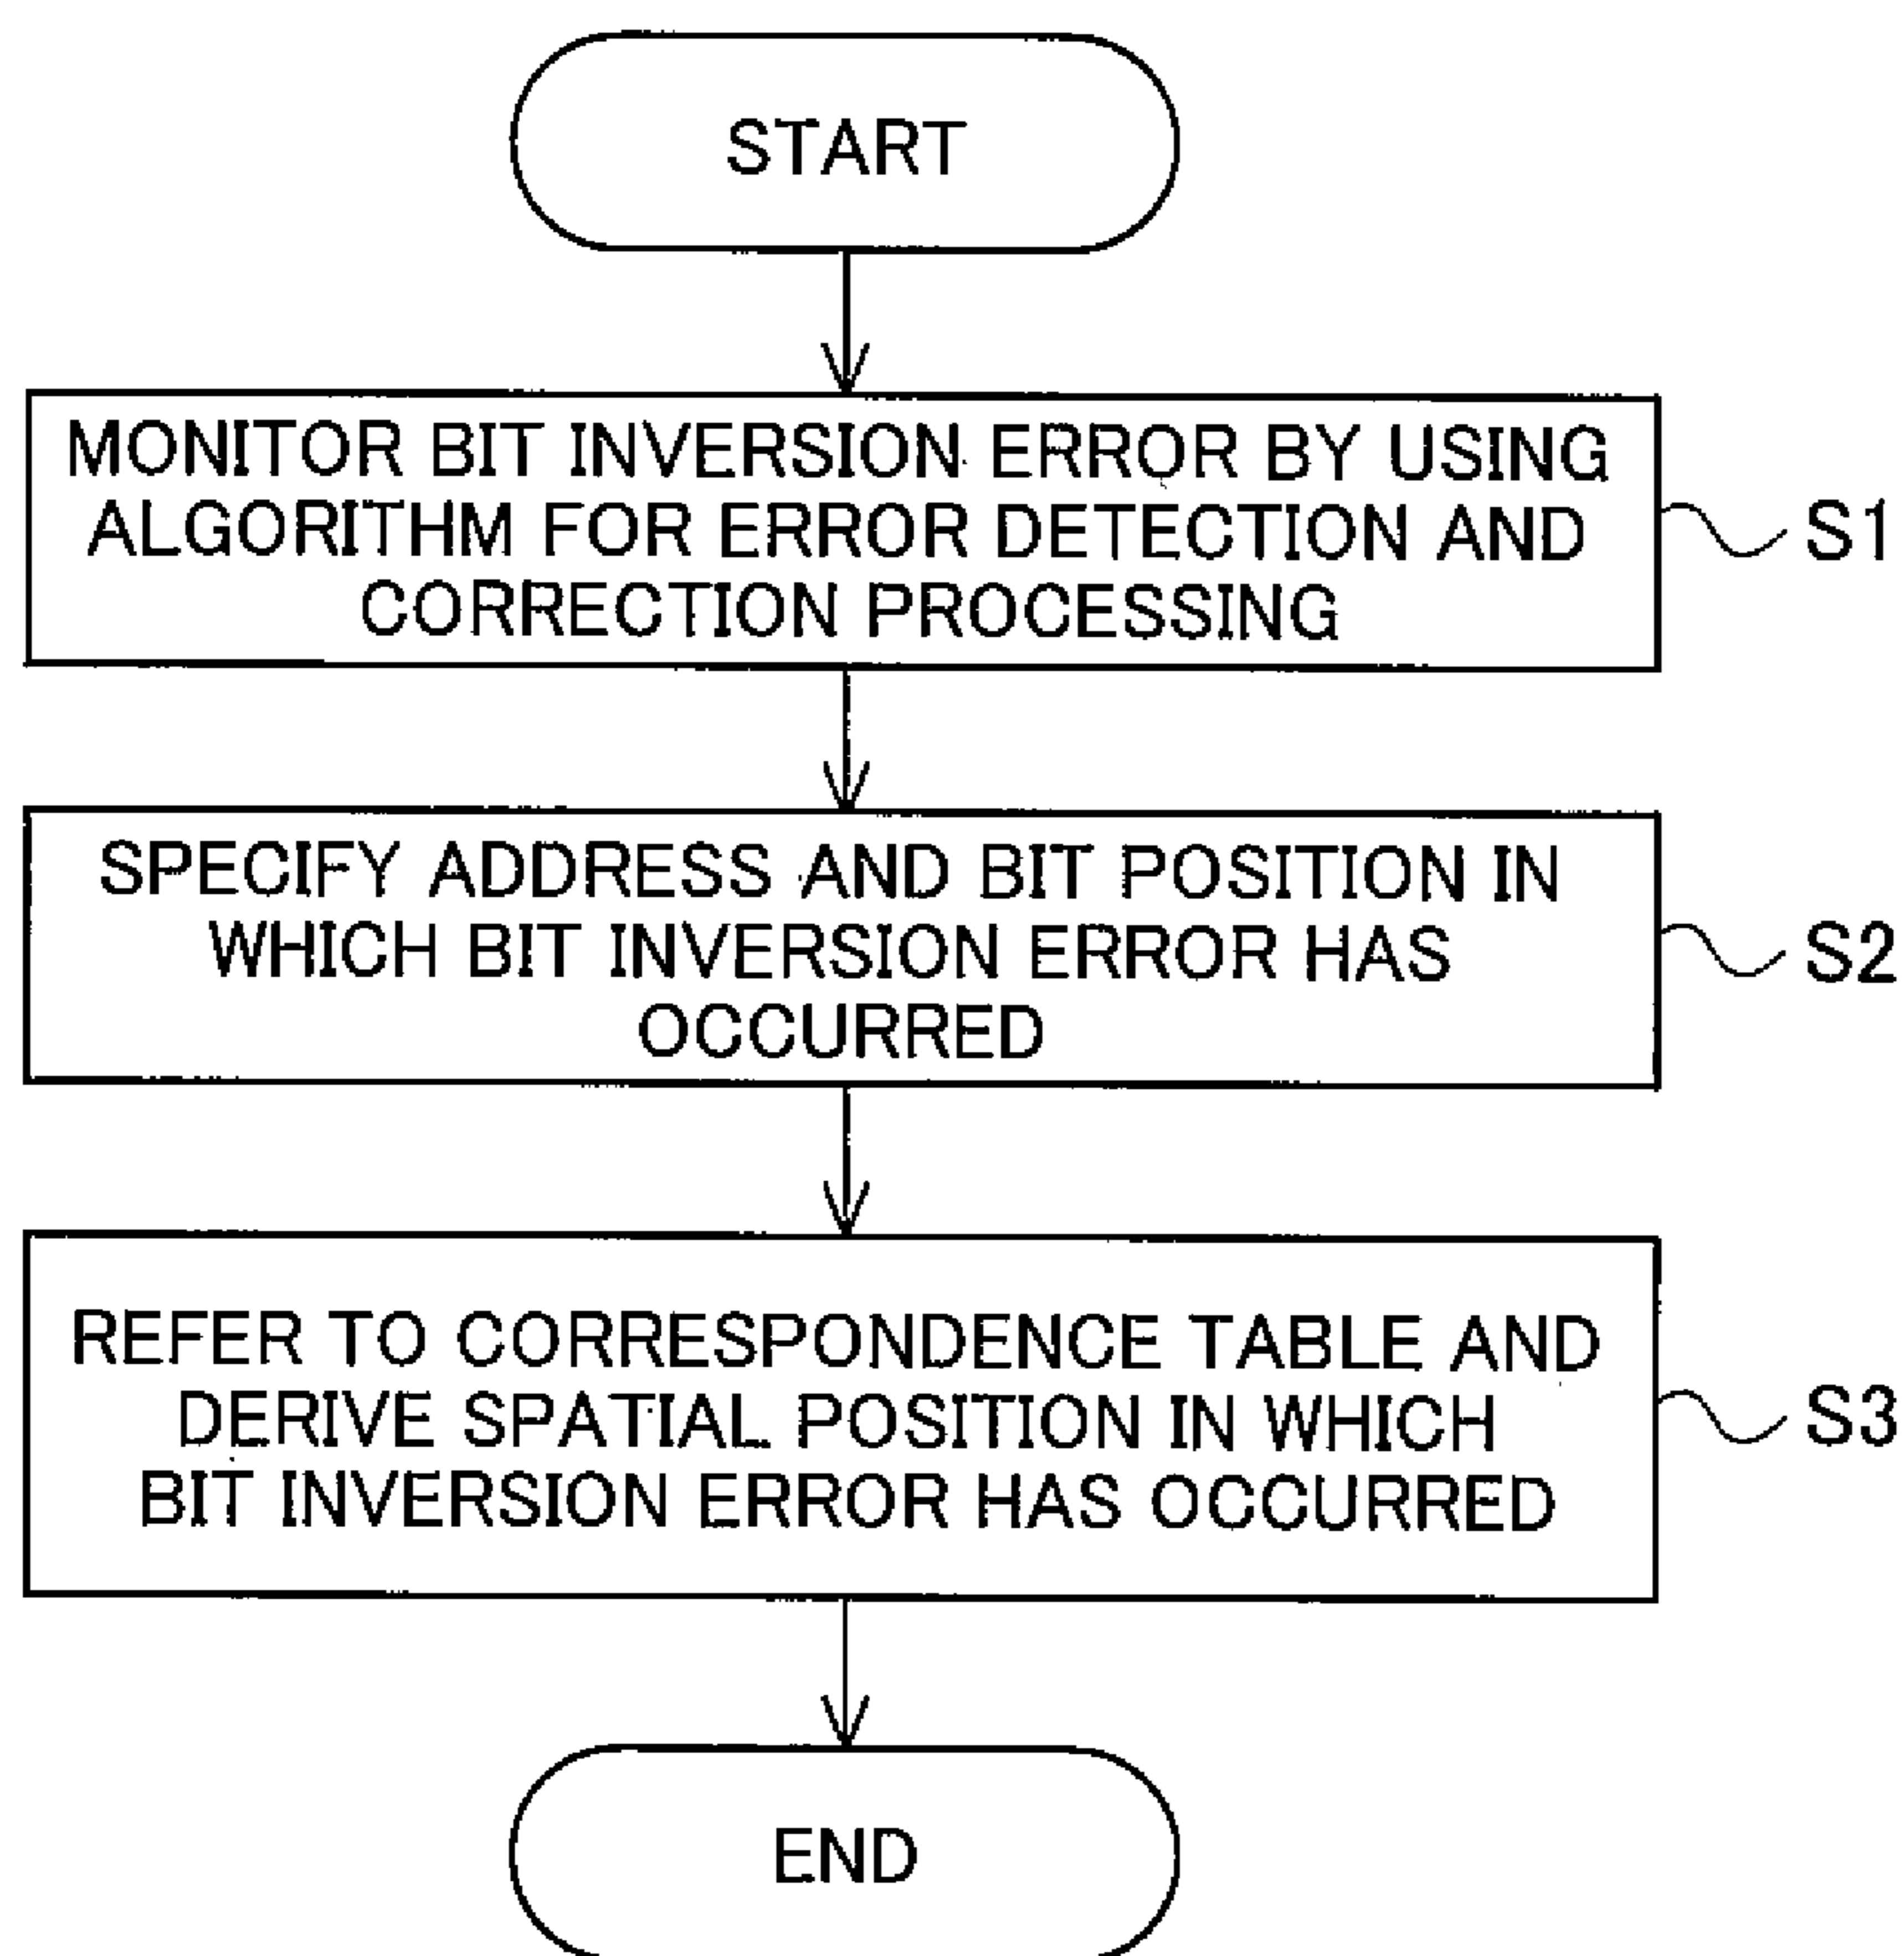 START
MONITOR BIT INVERSION ERROR BY USING
ALGORITHM FOR ERROR DETECTION AND
CORRECTION PROCESSING
S1
SPECIFY ADDRESS AND BIT POSITION IN
WHICH BIT INVERSION ERROR HAS
OCCURRED
S2
REFER TO CORRESPONDENCE TABLE AND
DERIVE SPATIAL POSITION IN WHICH
BIT INVERSION ERROR HAS OCCURRED
S3
END